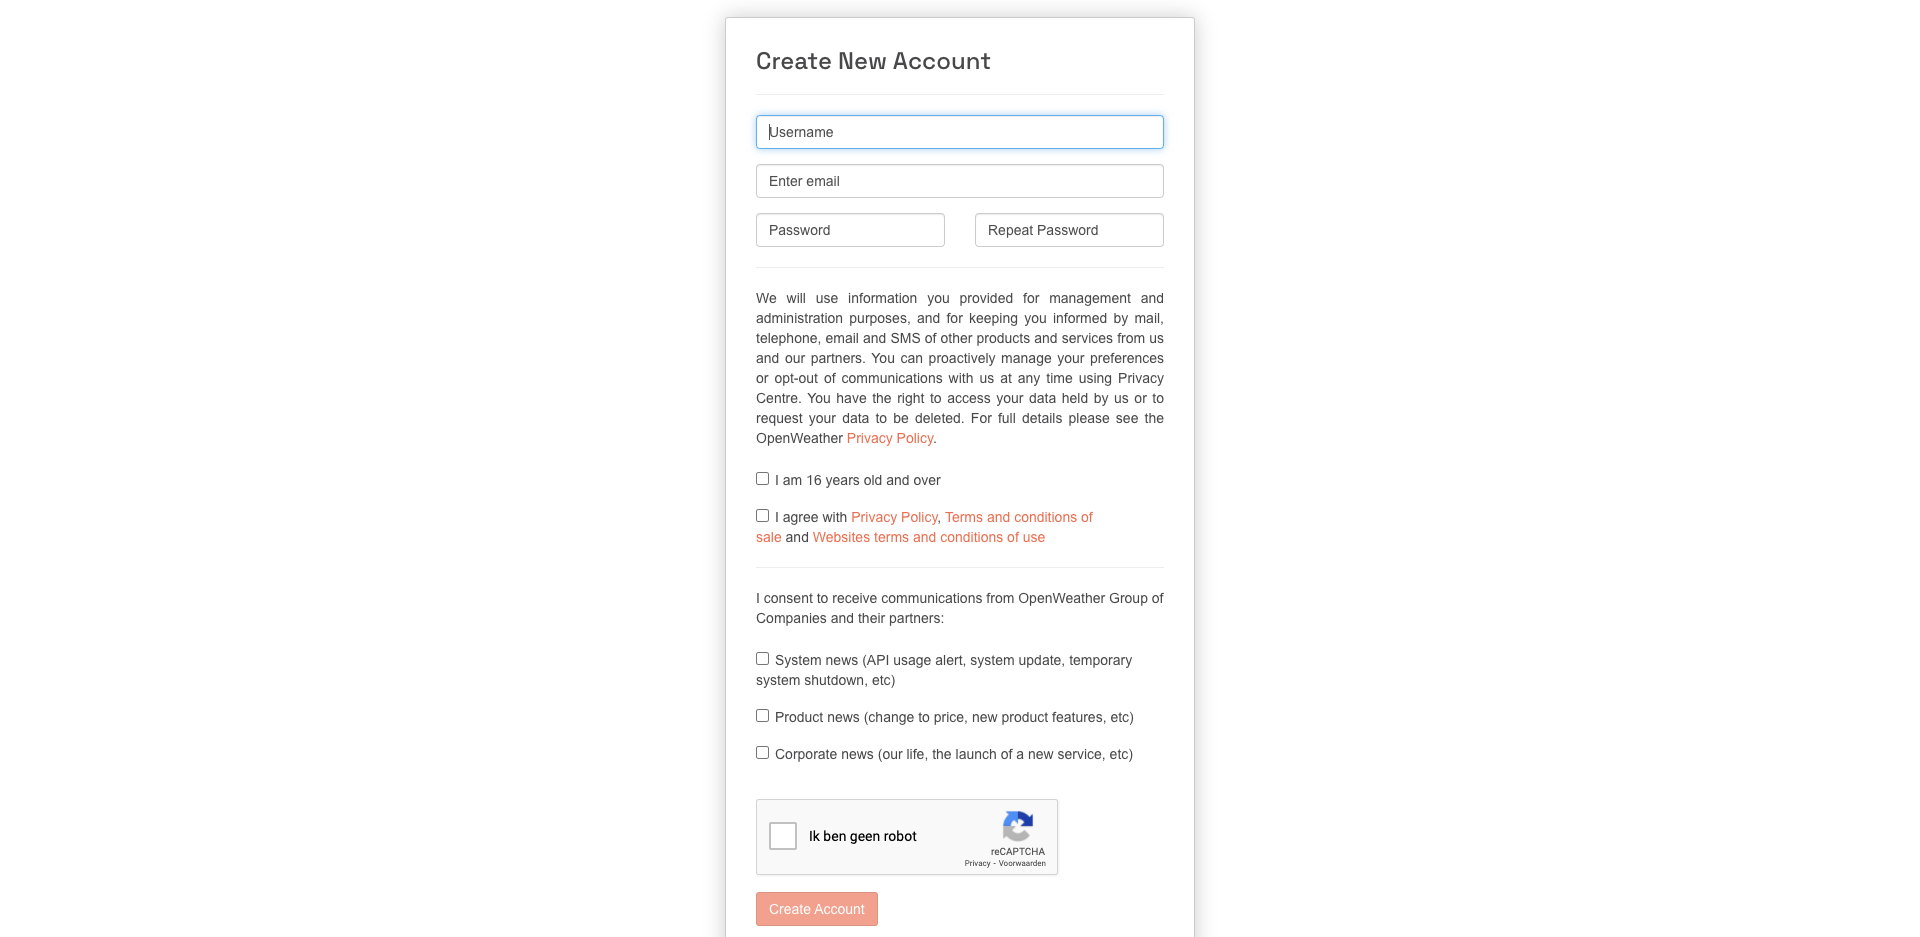 Create New Account
Username
Enter email
Password
Repeat Password
We will use information you provided for management and
administration purposes, and for keeping you informed by mail,
telephone, email and SMS of other products and services from us
and our partners. You can proactively manage your preferences
or opt-out of communications with us at any time using Privacy
Centre. You have the right to access your data held by us or to
request your data to be deleted. For full details please see the
OpenWeather Privacy Policy.
I am 16 years old and over
I agree with Privacy Policy, Terms and conditions of
sale and Websites terms and conditions of use
I consent to receive communications from OpenWeather Group of
Companies and their partners:
System news (API usage alert, system update, temporary
system shutdown, etc)
Product news (change to price, new product features, etc)
Corporate news (our life, the launch of a new service, etc)
Ik ben geen robot
reCAPTCHA
Privacy - Voorwaarden
Create Account